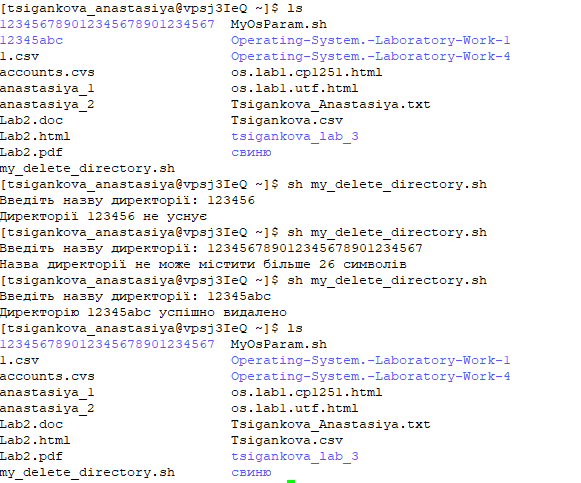 [tsigankova_anastasiya@vpsj3IeQ ~]$ ls
123456789012345678901234567  MyOsParam.sh
12345abc  Operating-System.-Laboratory-Work-1
1.csv  Operating-System.-Laboratory-Work-4
accounts.cvs  os.lab1.cp1251.html
anastasiya_1  os.lab1.utf.html
anastasiya_2  Tsigankova_Anastasiya.txt
Lab2.doc  Tsigankova.csv
Lab2.html  tsigankova_lab_3
Lab2.pdf  свиню
my_delete_directory.sh
[tsigankova_anastasiya@vpsj3IeQ ~]$ sh my_delete_directory.sh
Введіть назву директорії: 123456
Директорії 123456 не уснує
[tsigankova_anastasiya@vpsj3IeQ ~]$ sh my_delete_directory.sh
Введіть назву директорії: 123456789012345678901234567
Назва директорії не може містити більше 26 символів
[tsigankova_anastasiya@vpsj3IeQ ~]$ sh my_delete_directory.sh
Введіть назву директорії: 12345abc
Директорію 12345abc успішно видалено
[tsigankova_anastasiya@vpsj3IeQ ~]$ ls
123456789012345678901234567  MyOsParam.sh
1.csv  Operating-System.-Laboratory-Work-1
accounts.cvs  Operating-System.-Laboratory-Work-4
anastasiya_1  os.lab1.cp1251.html
anastasiya_2  os.lab1.utf.html
Lab2.doc  Tsigankova_Anastasiya.txt
Lab2.html  Tsigankova.csv
Lab2.pdf  tsigankova_lab_3
my_delete_directory.sh  свиню